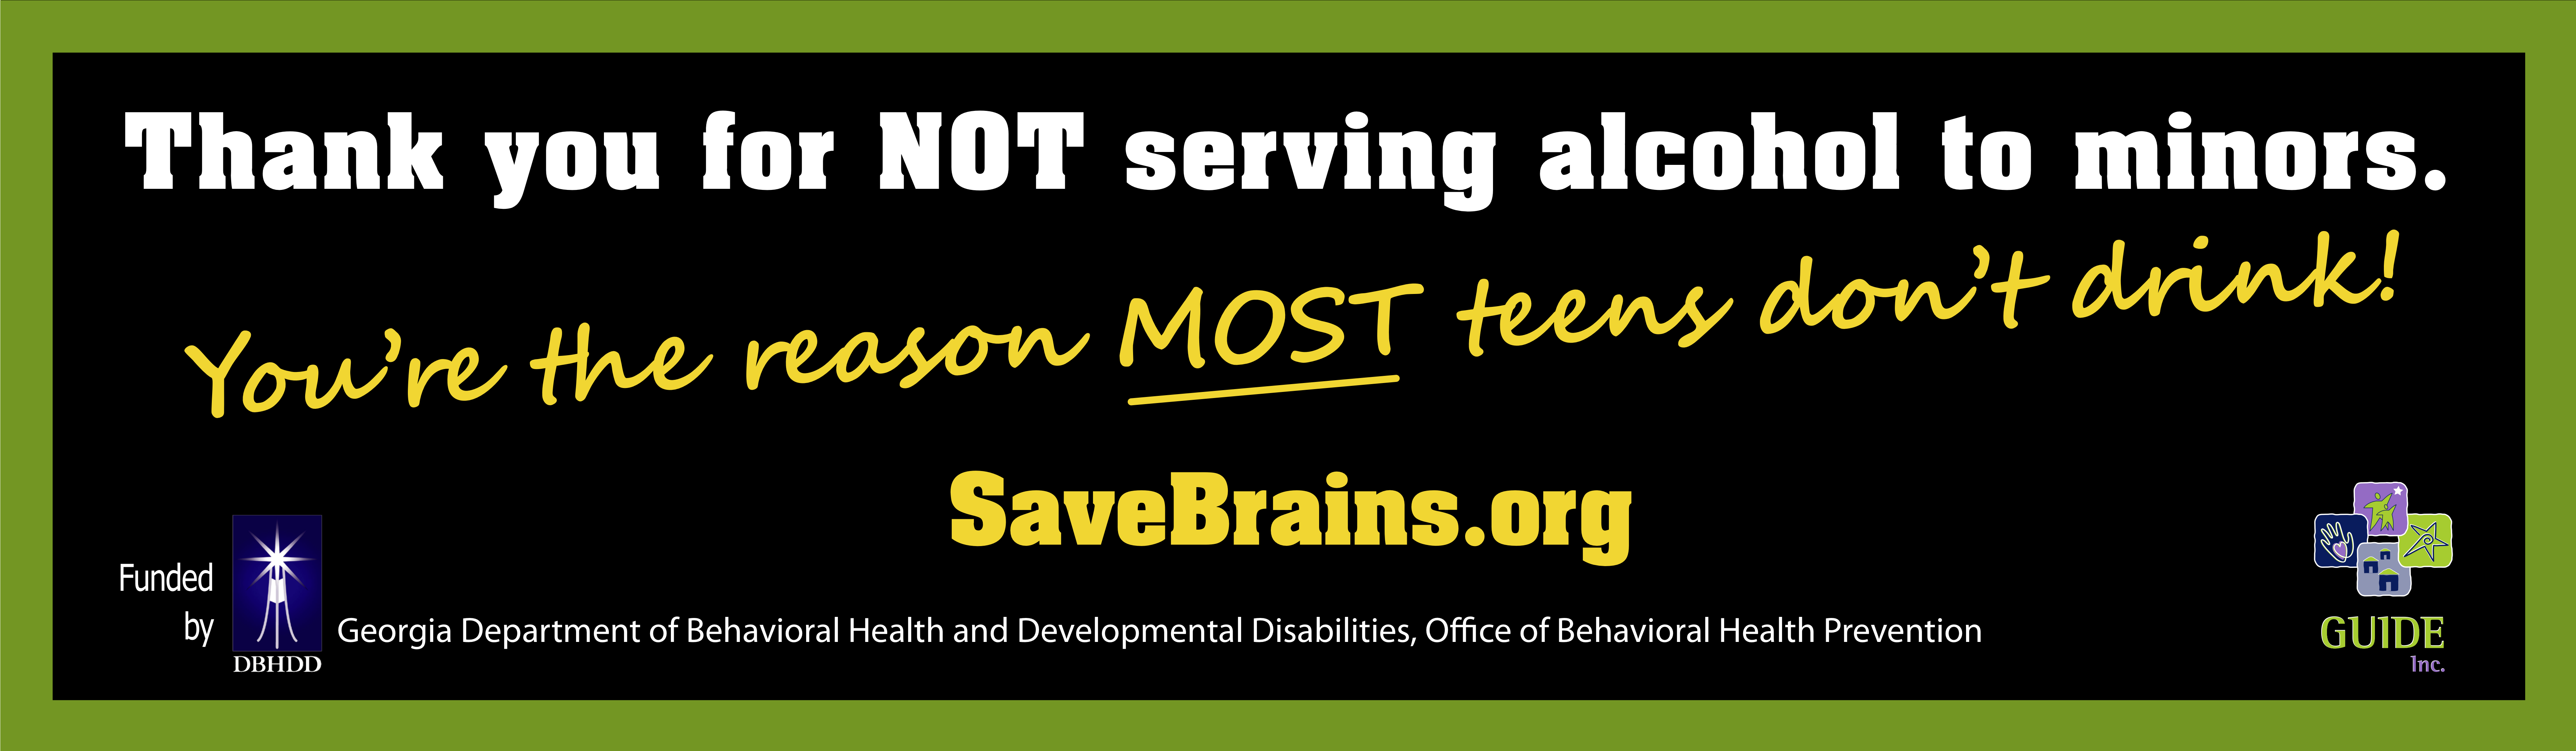 Thank you for NOT serving alcohol to minors.
You're the reason MOST teens don't drink!
SaveBrains.org
Funded
by
DBHDD
Georgia Department of Behavioral Health and Developmental Disabilities, Office of Behavioral Health Prevention
GUIDE
Inc.